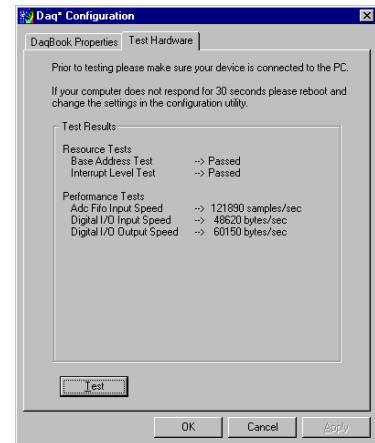 Daq* Configuration
DaqBook Properties Test Hardware
Prior to testing please make sure your device is connected to the PC.
If your computer does not respond for 30 seconds please reboot and
change the settings in the configuration utility.
Test Results
Resource Tests
Base Address Test --> Passed
Interrupt Level Test --> Passed
Performance Tests
Adc Fifo Input Speed --> 121890 samples/sec
Digital I/O Input Speed --> 48620 bytes/sec
Digital I/O Output Speed --> 60150 bytes/sec
Test
OK Cancel Apply